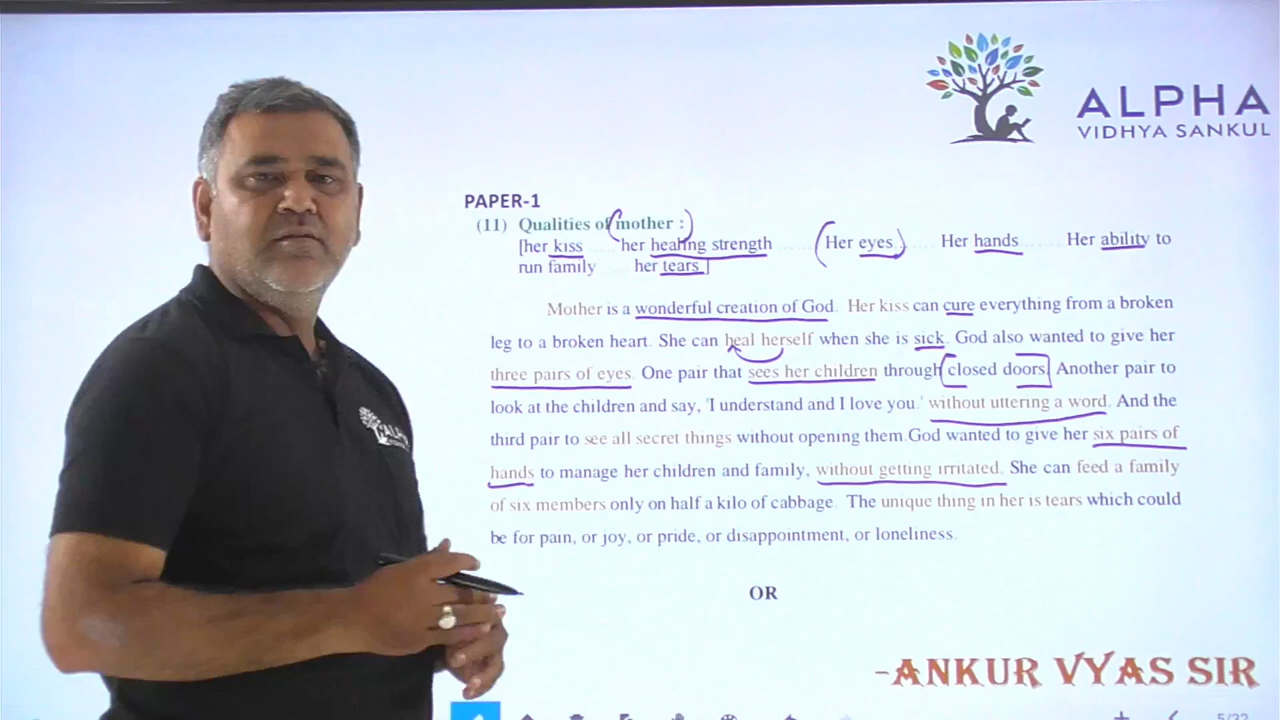 ALPHA
VIDHYA SANKUL
PAPER-1
(11) Qualities of mother :
[her kiss ..... her healing strength ..... Her eyes ..... Her hands ..... Her ability to
run family ..... her tears ]
Mother is a wonderful creation of God. Her kiss can cure everything from a broken
leg to a broken heart. She can heal herself when she is sick. God also wanted to give her
three pairs of eyes. One pair that sees her children through closed doors. Another pair to
look at the children and say, 'I understand and I love you.' without uttering a word. And the
third pair to see all secret things without opening them.God wanted to give her six pairs of
hands to manage her children and family, without getting irritated. She can feed a family
of six members only on half a kilo of cabbage. The unique thing in her is tears which could
be for pain, or joy, or pride, or disappointment, or loneliness.
OR
-ANKUR VYAS SIR
5/22